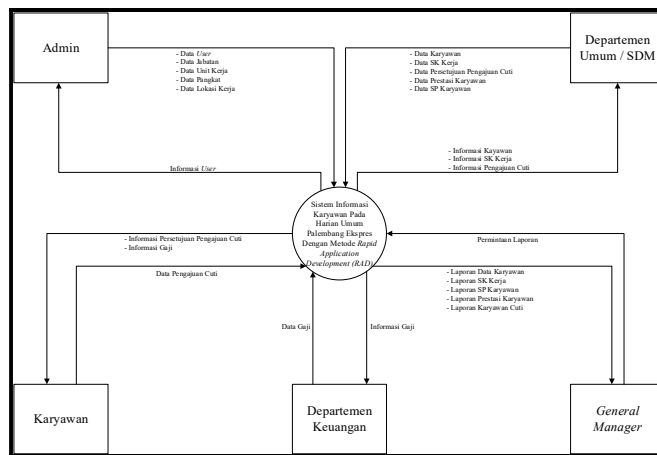 Admin
- Data User
- Data Jabatan
- Data Unit Kerja
- Data Pangkat
- Data Lokasi Kerja
- Data Karyawan
- Data SK Kerja
- Data Persetujuan Pengajuan Cuti
- Data Prestasi Karyawan
- Data SP Karyawan
Departemen
Umum / SDM
Informasi User
- Informasi Kayawan
- Informasi SK Kerja
- Informasi Pengajuan Cuti
Sistem Informasi
Karyawan Pada
Harian Umum
Palembang Ekspres
Dengan Metode Rapid
Application
Development (RAD)
- Informasi Persetujuan Pengajuan Cuti
- Informasi Gaji
Permintaan Laporan
Data Pengajuan Cuti
- Laporan Data Karyawan
- Laporan SK Kerja
- Laporan SP Karyawan
- Laporan Prestasi Karyawan
- Laporan Karyawan Cuti
Data Gaji
Informasi Gaji
Karyawan
Departemen
Keuangan
General
Manager